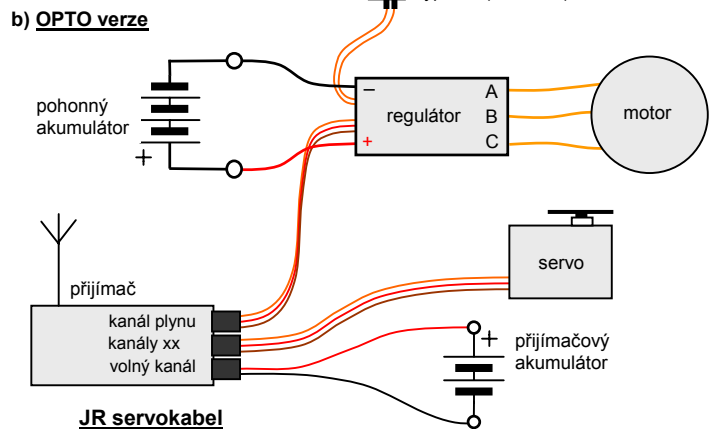 b) OPTO verze
pohonný
akumulátor
+
−
regulátor
+
A
B
C
motor
přijímač
kanál plynu
kanály xx
volný kanál
servo
+
přijímačový
akumulátor
JR servokabel